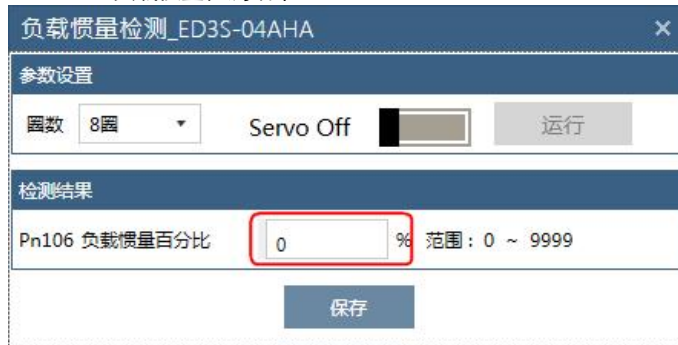 负载惯量检测_ED3S-04AHA ×
参数设置
圈数 8圈 Servo Off 运行
检测结果
Pn106 负载惯量百分比 0 % 范围：0 ~ 9999
保存